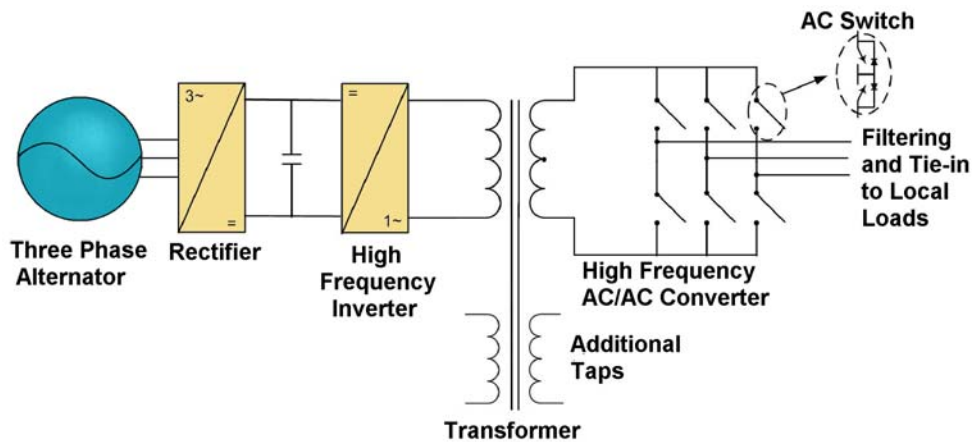 AC Switch
3~
=
=
1~
Filtering
and Tie-in
to Local
Loads
Three Phase
Alternator
Rectifier
High
Frequency
Inverter
High Frequency
AC/AC Converter
Additional
Taps
Transformer